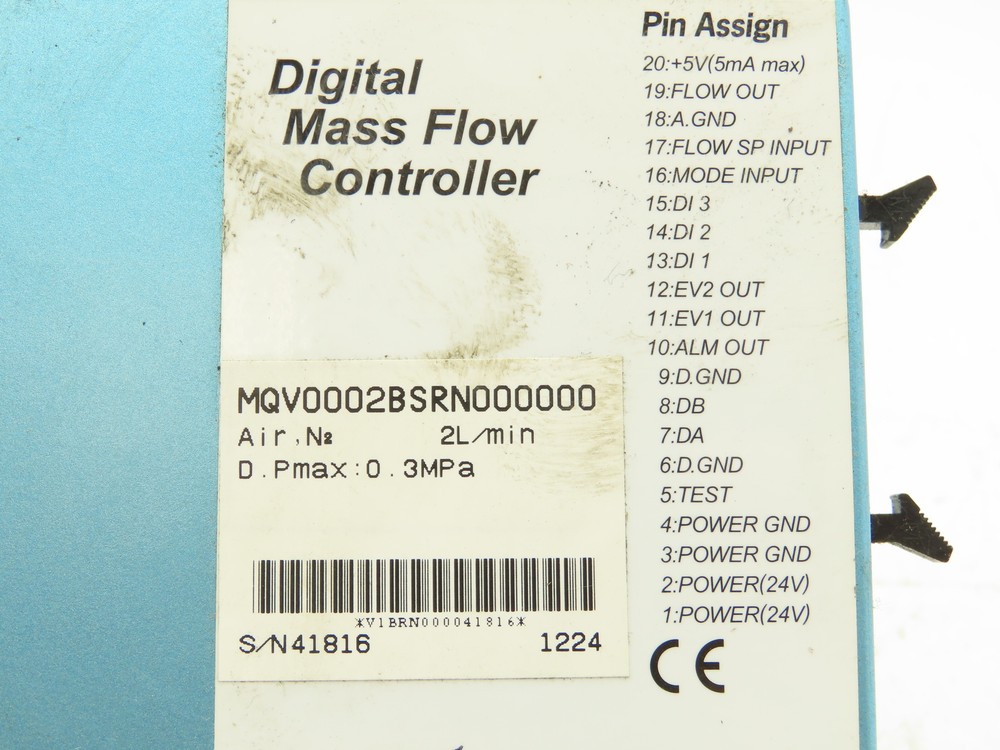 Digital
Mass Flow
Controller
MQV0002BSRN000000
Air,N₂ 2L/min
D.Pmax:0.3MPa
*V1BRN000041816*
S/N41816 1224
Pin Assign
20:+5V(5mA max)
19:FLOW OUT
18:A.GND
17:FLOW SP INPUT
16:MODE INPUT
15:DI 3
14:DI 2
13:DI 1
12:EV2 OUT
11:EV1 OUT
10:ALM OUT
9:D.GND
8:DB
7:DA
6:D.GND
5:TEST
4:POWER GND
3:POWER GND
2:POWER(24V)
1:POWER(24V)
CE